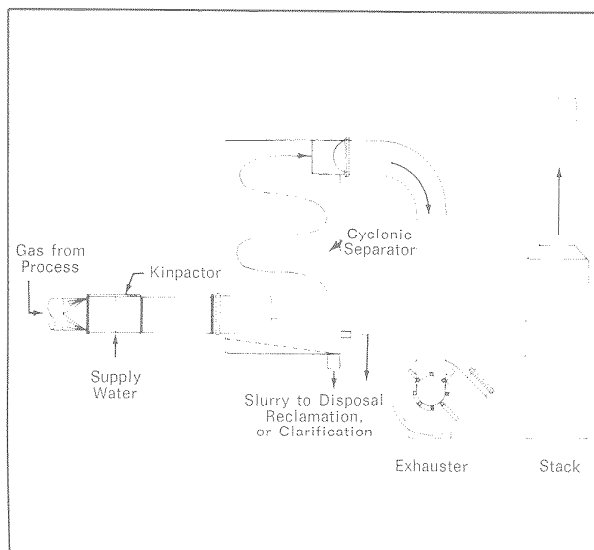 Gas from
Process
Kinpactor
Supply
Water
Cyclonic
Separator
Slurry to Disposal
Reclamation,
or Clarification
Exhauster
Stack